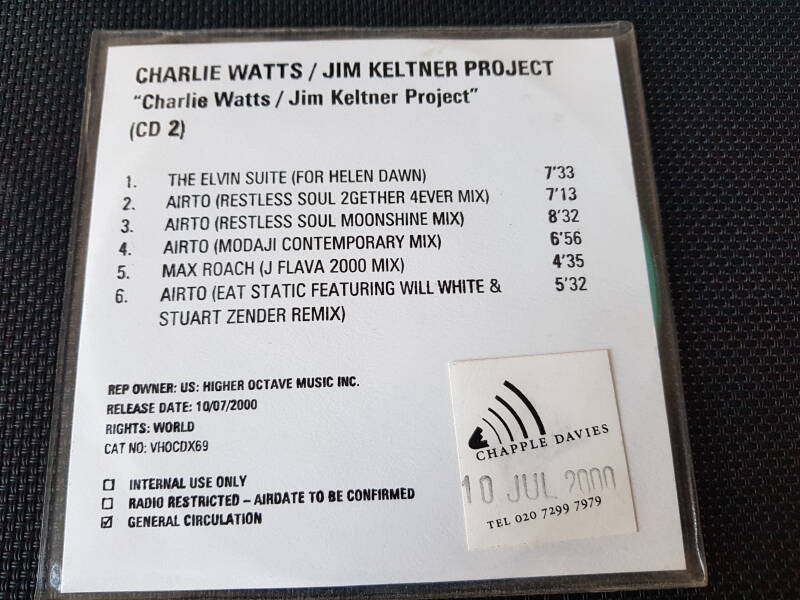 CHARLIE WATTS / JIM KELTNER PROJECT
"Charlie Watts / Jim Keltner Project"
(CD 2)
1. THE ELVIN SUITE (FOR HELEN DAWN) 7'33
2. AIRTO (RESTLESS SOUL 2GETHER 4EVER MIX) 7'13
3. AIRTO (RESTLESS SOUL MOONSHINE MIX) 8'32
4. AIRTO (MODAJI CONTEMPORARY MIX) 6'56
5. MAX ROACH (J FLAVA 2000 MIX) 4'35
6. AIRTO (EAT STATIC FEATURING WILL WHITE & 5'32
STUART ZENDER REMIX)
REP OWNER: US: HIGHER OCTAVE MUSIC INC.
RELEASE DATE: 10/07/2000
RIGHTS: WORLD
CAT NO: VHOCDX69
INTERNAL USE ONLY
RADIO RESTRICTED – AIRDATE TO BE CONFIRMED
GENERAL CIRCULATION
CHAPPLE DAVIES
10 JUL 2000
TEL 020 7299 7979